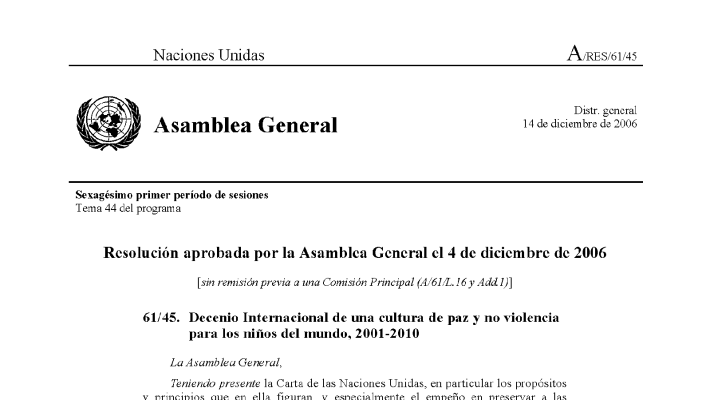 Naciones Unidas A/RES/61/45
Asamblea General
Distr. general
14 de diciembre de 2006
Sexagésimo primer período de sesiones
Tema 44 del programa
Resolución aprobada por la Asamblea General el 4 de diciembre de 2006
[sin remisión previa a una Comisión Principal (A/61/L.16 y Add.1)]
61/45. Decenio Internacional de una cultura de paz y no violencia
para los niños del mundo, 2001-2010
La Asamblea General,
Teniendo presente la Carta de las Naciones Unidas, en particular los propósitos
y principios que en ella figuran, y especialmente el empeño en preservar a las